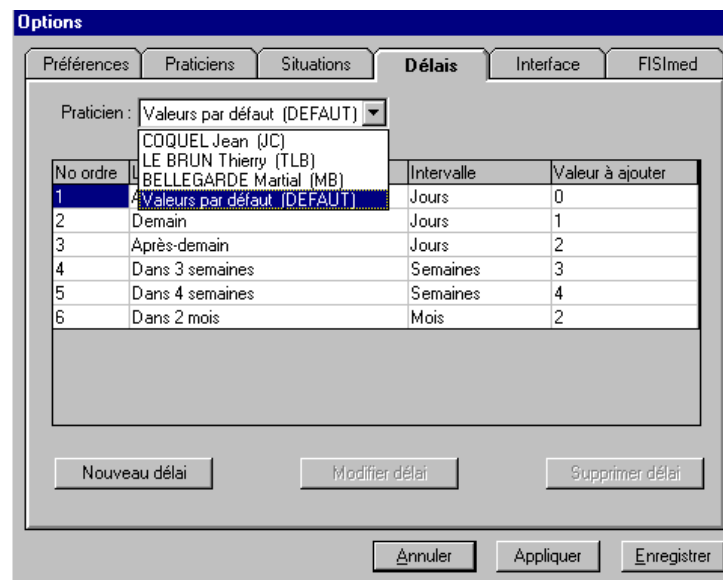 Options
Préférences Praticiens Situations Délais Interface FISImed
Praticien : Valeurs par défaut (DEFAUT)
COQUEL Jean (JC)
LE BRUN Thierry (TLB)
BELLEGARDE Martial (MB)
Valeurs par défaut (DEFAUT)
No ordre Intervalle Valeur à ajouter
1 Jours 0
2 Demain Jours 1
3 Après-demain Jours 2
4 Dans 3 semaines Semaines 3
5 Dans 4 semaines Semaines 4
6 Dans 2 mois Mois 2
Nouveau délai Modifier délai Supprimer délai
Annuler Appliquer Enregistrer